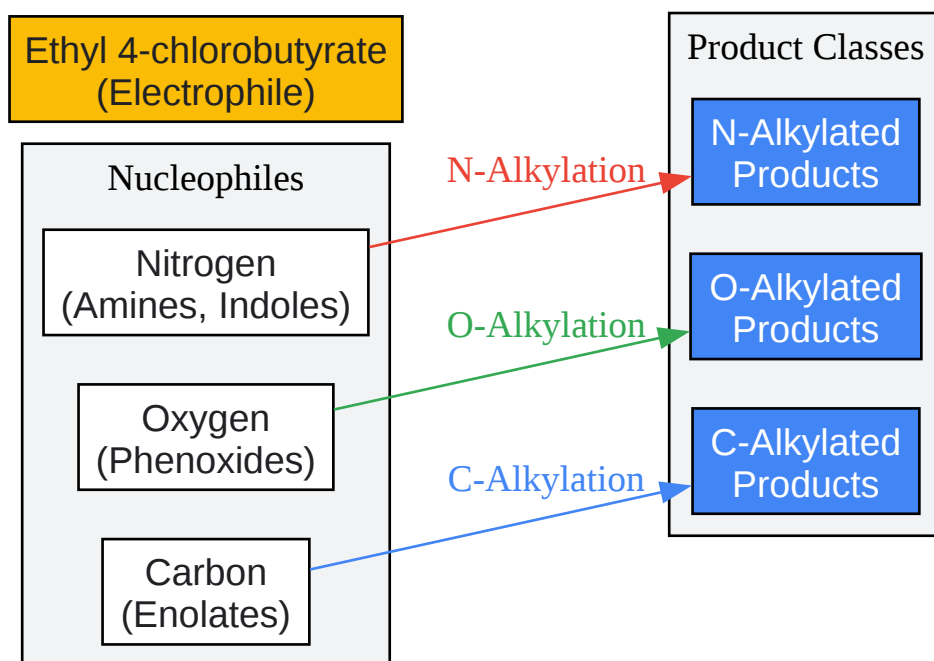 Ethyl 4-chlorobutyrate
(Electrophile)
Nucleophiles
Nitrogen
(Amines, Indoles)
Oxygen
(Phenoxides)
Carbon
(Enolates)
N-Alkylation
O-Alkylation
C-Alkylation
Product Classes
N-Alkylated
Products
O-Alkylated
Products
C-Alkylated
Products